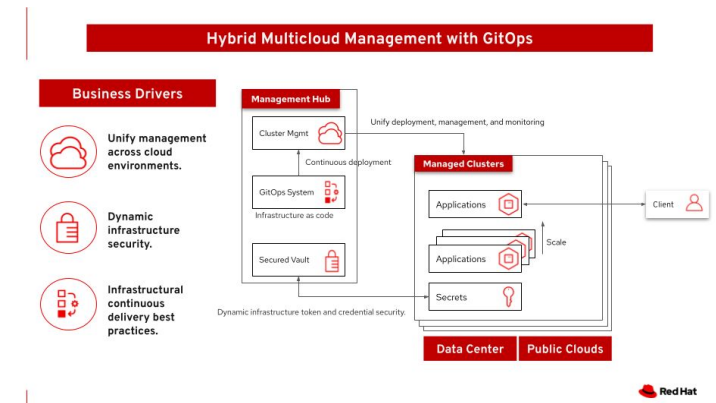 Hybrid Multicloud Management with GitOps
Business Drivers
Unify management
across cloud
environments.
Dynamic
infrastructure
security.
Infrastructural
continuous
delivery best
practices.
Management Hub
Cluster Mgmt
Continuous deployment
GitOps System
Infrastructure as code
Secured Vault
Dynamic infrastructure token and credential security.
Unify deployment, management, and monitoring
Managed Clusters
Applications
Scale
Applications
Secrets
Client
Data Center
Public Clouds
Red Hat